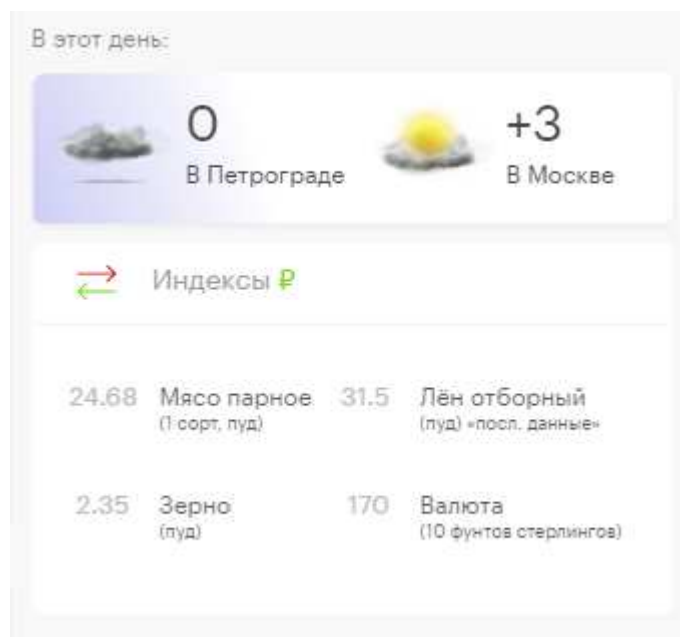 В этот день:
0
В Петрограде
+3
В Москве
Индексы ₽
24.68
Мясо парное
(1 сорт, пуд)
31.5
Лён отборный
(пуд) «посл. данные»
2.35
Зерно
(пуд)
170
Валюта
(10 фунтов стерлингов)